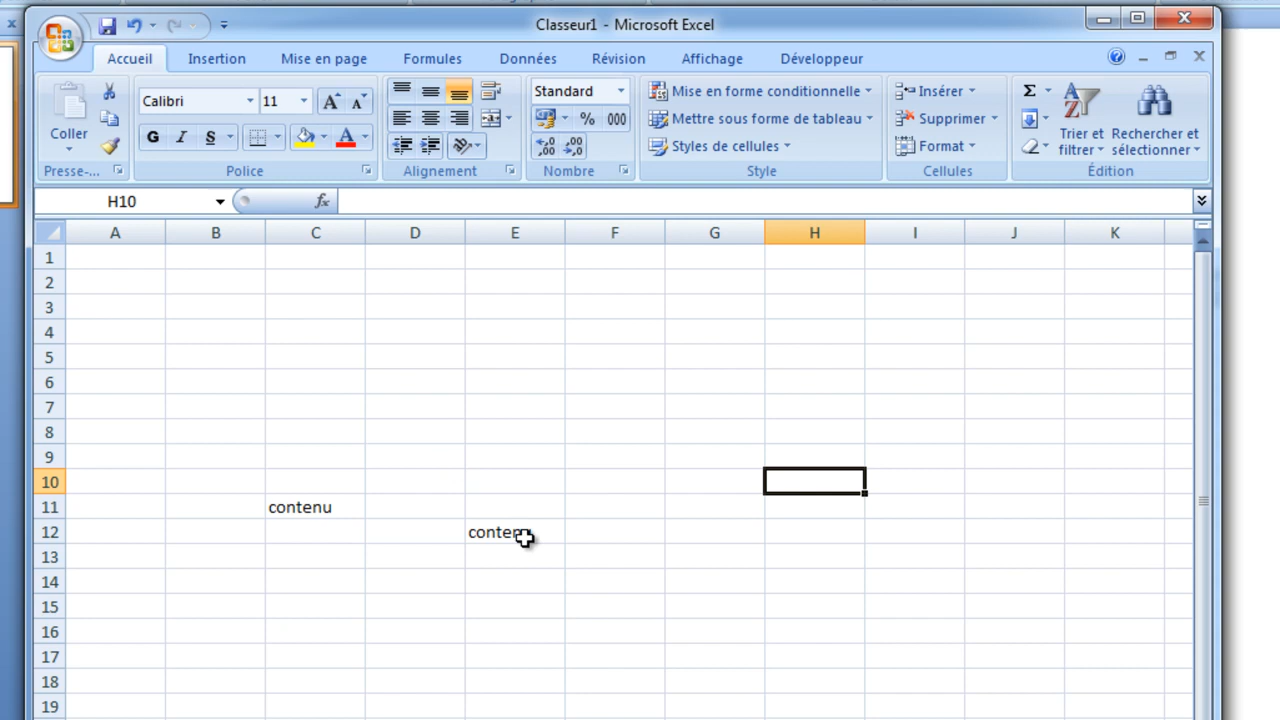 Classeur1 - Microsoft Excel
Accueil Insertion Mise en page Formules Données Révision Affichage Développeur
Calibri 11 Standard Mise en forme conditionnelle Insérer Σ
Coller G I S % 000 Mettre sous forme de tableau Supprimer Trier et filtrer Rechercher et sélectionner
A Styles de cellules Format
Presse-... Police Alignement Nombre Style Cellules Édition
H10 fx
A B C D E F G H I J K
1
2
3
4
5
6
7
8
9
10
11 contenu
12
13
14
15
16
17
18
19